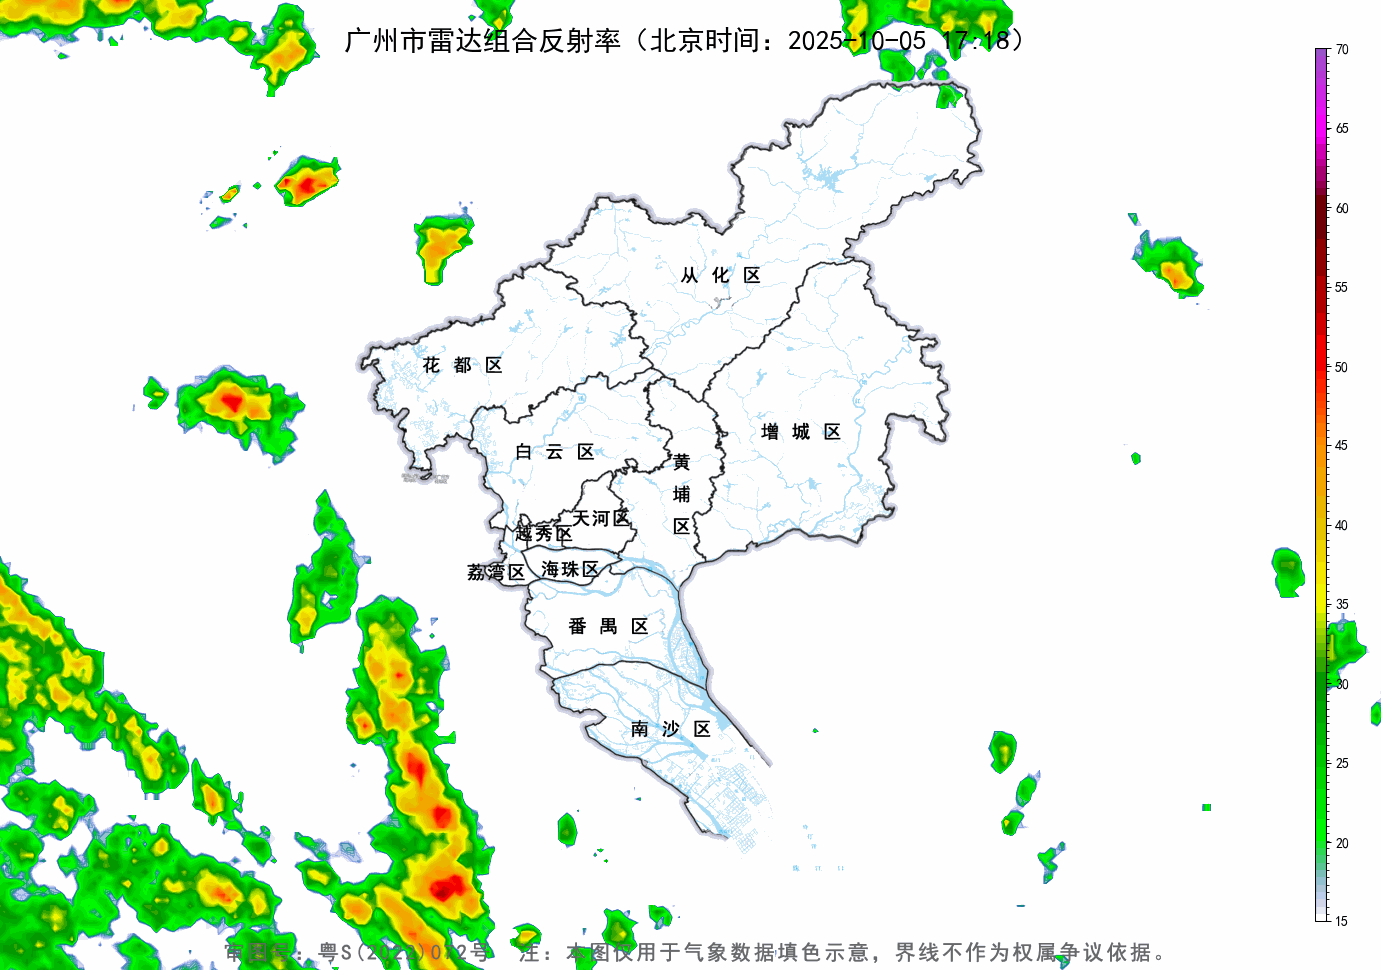 广州市雷达组合反射率（北京时间：2025-10-05 17:18）
70
65
60
55
50
45
40
35
30
25
20
15
从化区
花都区
增城区
白云区
黄埔区
天河区
越秀区
荔湾区
海珠区
番禺区
南沙区
审图号：粤S(2022)072号 注：本图仅用于气象数据填色示意，界线不作为权属争议依据。